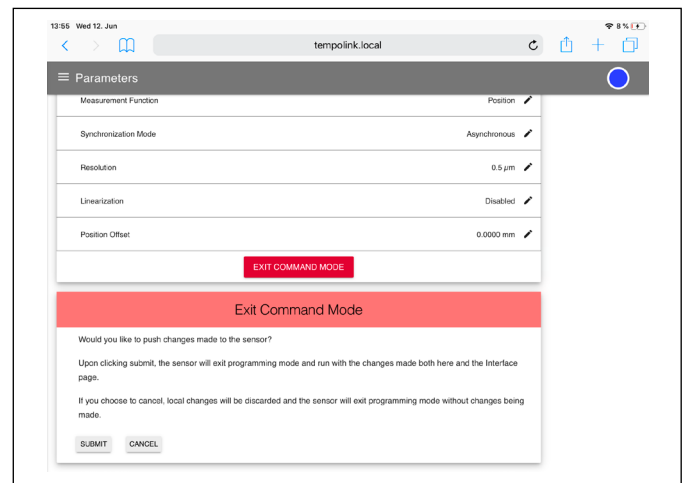 13:55 Wed 12. Jun
8 %
tempolink.local
Parameters
Measurement Function Position
Synchronization Mode Asynchronous
Resolution 0.5 µm
Linearization Disabled
Position Offset 0.0000 mm
EXIT COMMAND MODE
Exit Command Mode
Would you like to push changes made to the sensor?
Upon clicking submit, the sensor will exit programming mode and run with the changes made both here and the Interface
page.
If you choose to cancel, local changes will be discarded and the sensor will exit programming mode without changes being
made.
SUBMIT CANCEL